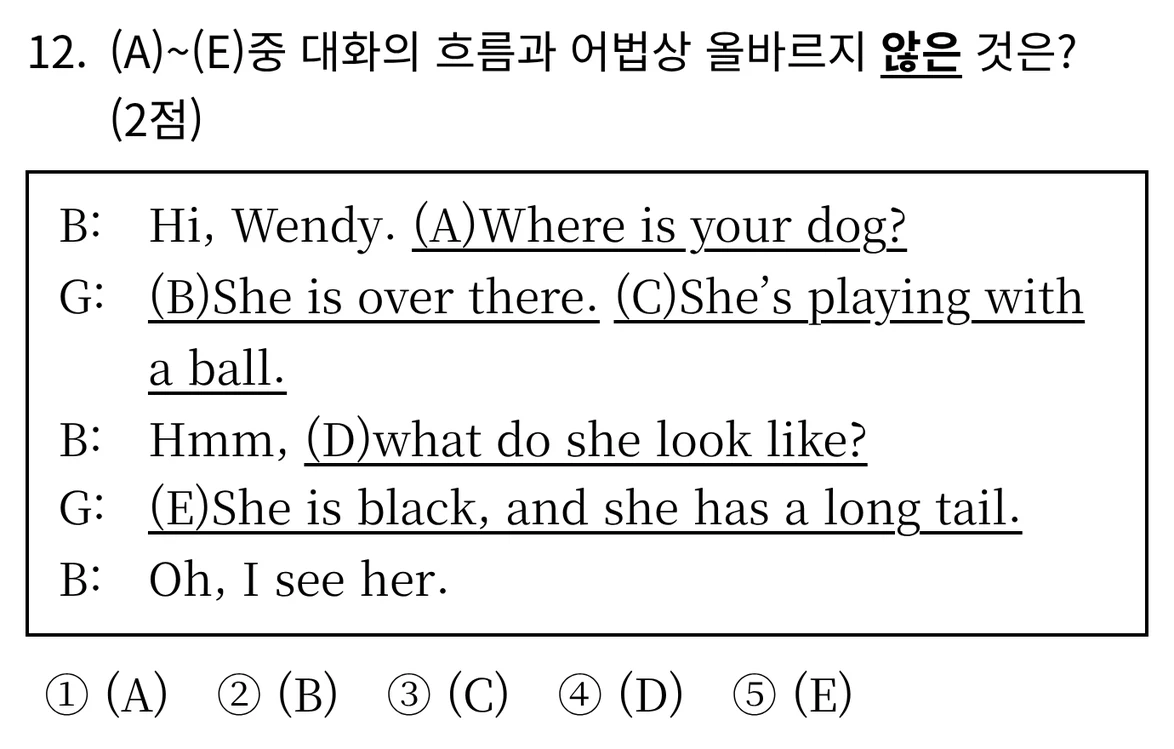 12. (A)~(E)중 대화의 흐름과 어법상 올바르지 않은 것은?
(2점)
B: Hi, Wendy. (A)Where is your dog?
G: (B)She is over there. (C)She’s playing with
a ball.
B: Hmm, (D)what do she look like?
G: (E)She is black, and she has a long tail.
B: Oh, I see her.
① (A) ② (B) ③ (C) ④ (D) ⑤ (E)